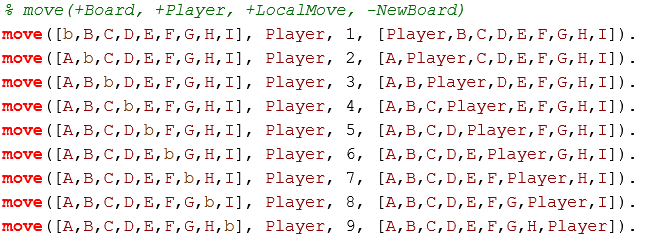 % move(+Board, +Player, +LocalMove, -NewBoard)
move([b,B,C,D,E,F,G,H,I], Player, 1, [Player,B,C,D,E,F,G,H,I]).
move([A,b,C,D,E,F,G,H,I], Player, 2, [A,Player,C,D,E,F,G,H,I]).
move([A,B,b,D,E,F,G,H,I], Player, 3, [A,B,Player,D,E,F,G,H,I]).
move([A,B,C,b,E,F,G,H,I], Player, 4, [A,B,C,Player,E,F,G,H,I]).
move([A,B,C,D,b,F,G,H,I], Player, 5, [A,B,C,D,Player,F,G,H,I]).
move([A,B,C,D,E,b,G,H,I], Player, 6, [A,B,C,D,E,Player,G,H,I]).
move([A,B,C,D,E,F,b,H,I], Player, 7, [A,B,C,D,E,F,Player,H,I]).
move([A,B,C,D,E,F,G,b,I], Player, 8, [A,B,C,D,E,F,G,Player,I]).
move([A,B,C,D,E,F,G,H,b], Player, 9, [A,B,C,D,E,F,G,H,Player]).